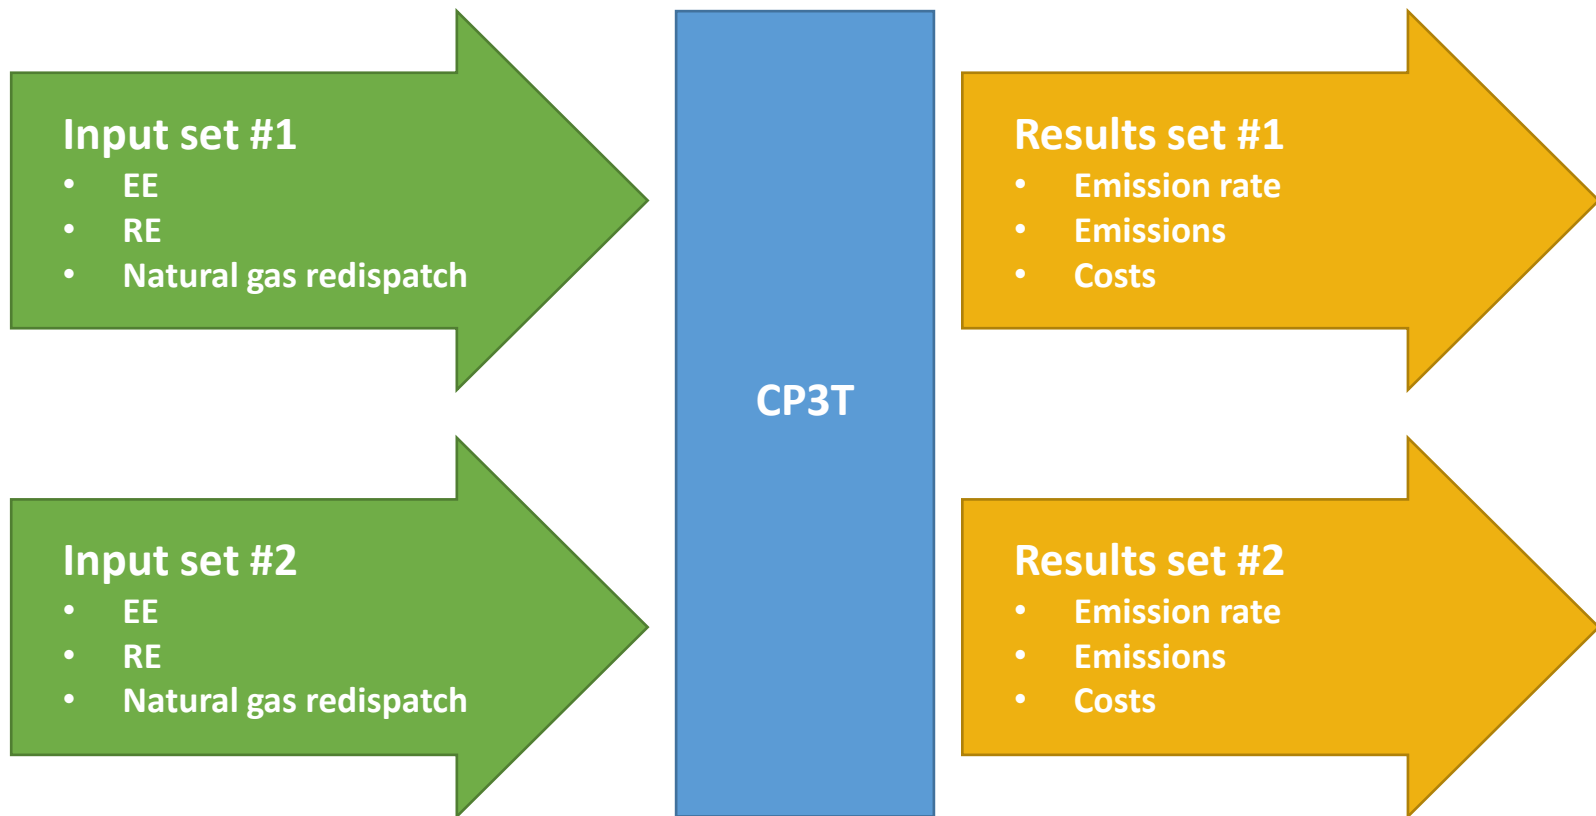 Input set #1
• EE
• RE
• Natural gas redispatch
Input set #2
• EE
• RE
• Natural gas redispatch
CP3T
Results set #1
• Emission rate
• Emissions
• Costs
Results set #2
• Emission rate
• Emissions
• Costs